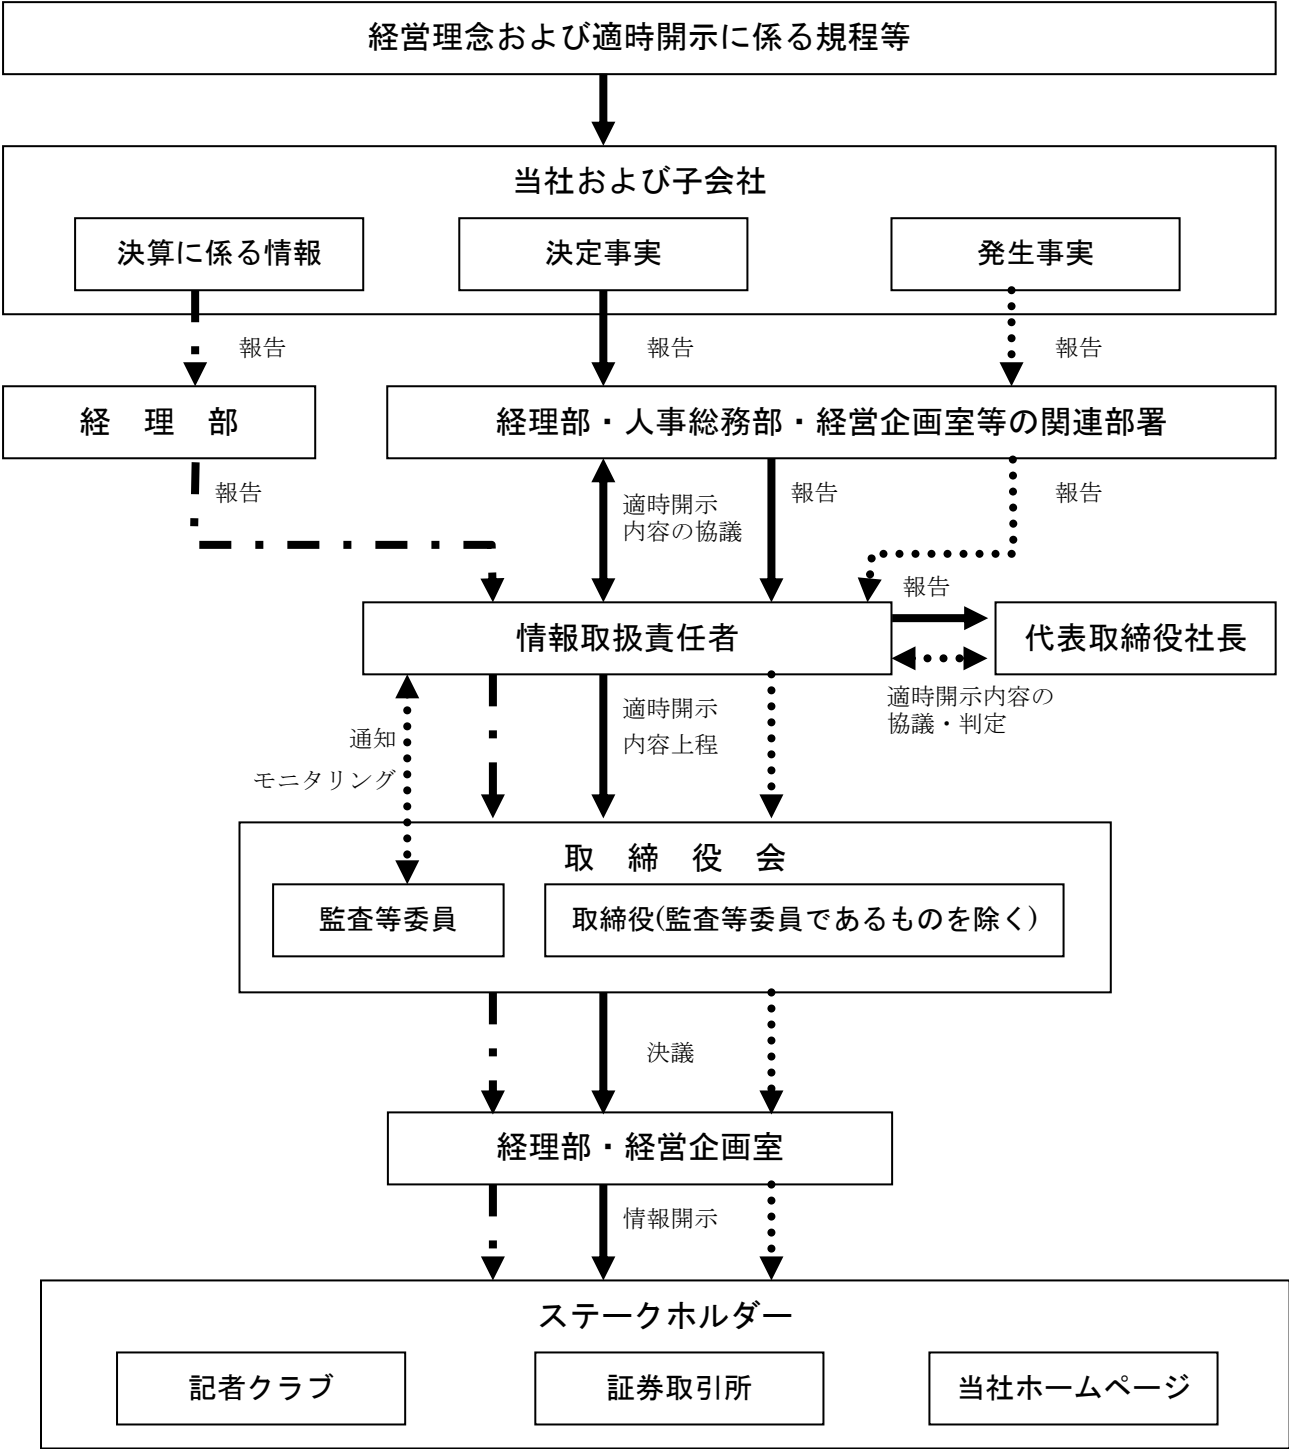 経営理念および適時開示に係る規程等
当社および子会社
決算に係る情報
決定事実
発生事実
報告
報告
報告
経　理　部
経理部・人事総務部・経営企画室等の関連部署
報告
適時開示
内容の協議
報告
報告
報告
情報取扱責任者
代表取締役社長
適時開示内容の
協議・判定
適時開示
内容上程
通知
モニタリング
取　締　役　会
監査等委員
取締役(監査等委員であるものを除く)
決議
経理部・経営企画室
情報開示
ステークホルダー
記者クラブ
証券取引所
当社ホームページ